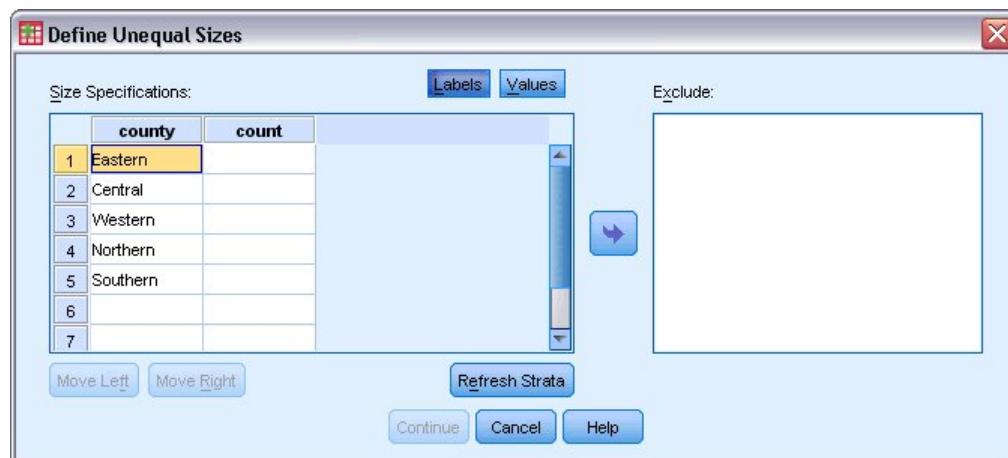 Define Unequal Sizes
Size Specifications:
Labels Values
Exclude:
county count
1 Eastern
2 Central
3 Western
4 Northern
5 Southern
6
7
Move Left Move Right Refresh Strata
Continue Cancel Help